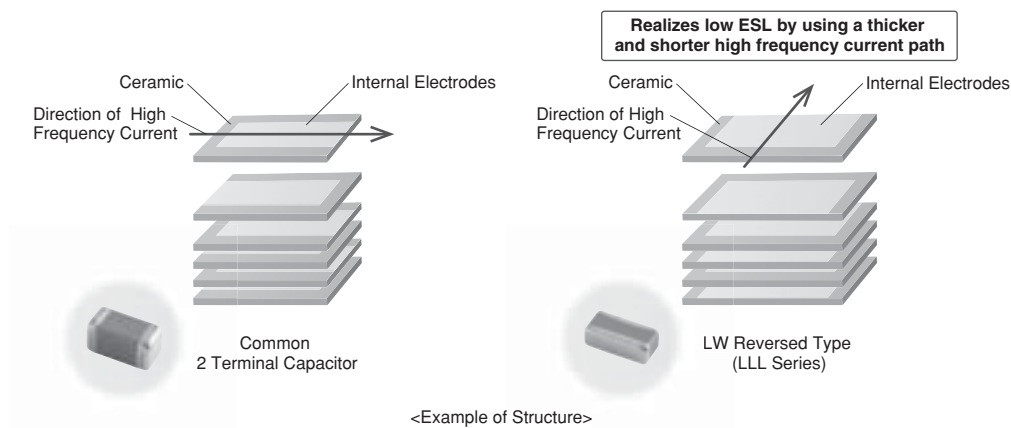 Realizes low ESL by using a thicker
and shorter high frequency current path
Ceramic
Internal Electrodes
Direction of High
Frequency Current
Common
2 Terminal Capacitor
Ceramic
Internal Electrodes
Direction of High
Frequency Current
LW Reversed Type
(LLL Series)
<Example of Structure>